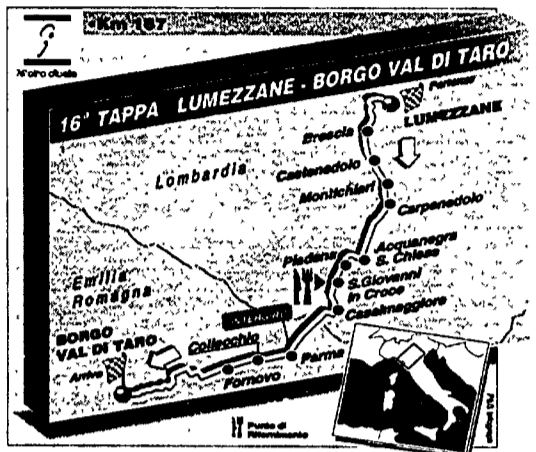 •Km 187
16ª TAPPA LUMEZZANE - BORGO VAL DI TARO
Partenza
LUMEZZANE
Brescia
Castenedolo
Montichiari
Carpenedolo
Lombardia
Acquanegra
S. Chiese
Piadena
S.Giovanni
in Croce
Casalmaggiore
Emilia
Romagna
BORGO
VAL DI TARO
Arrivo
Collecchio
Parma
Fornovo
Punto di
Rifornimento